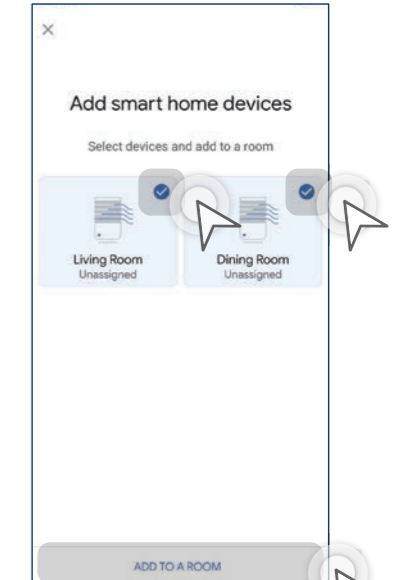 Add smart home devices
Select devices and add to a room
Living Room
Unassigned
Dining Room
Unassigned
ADD TO A ROOM